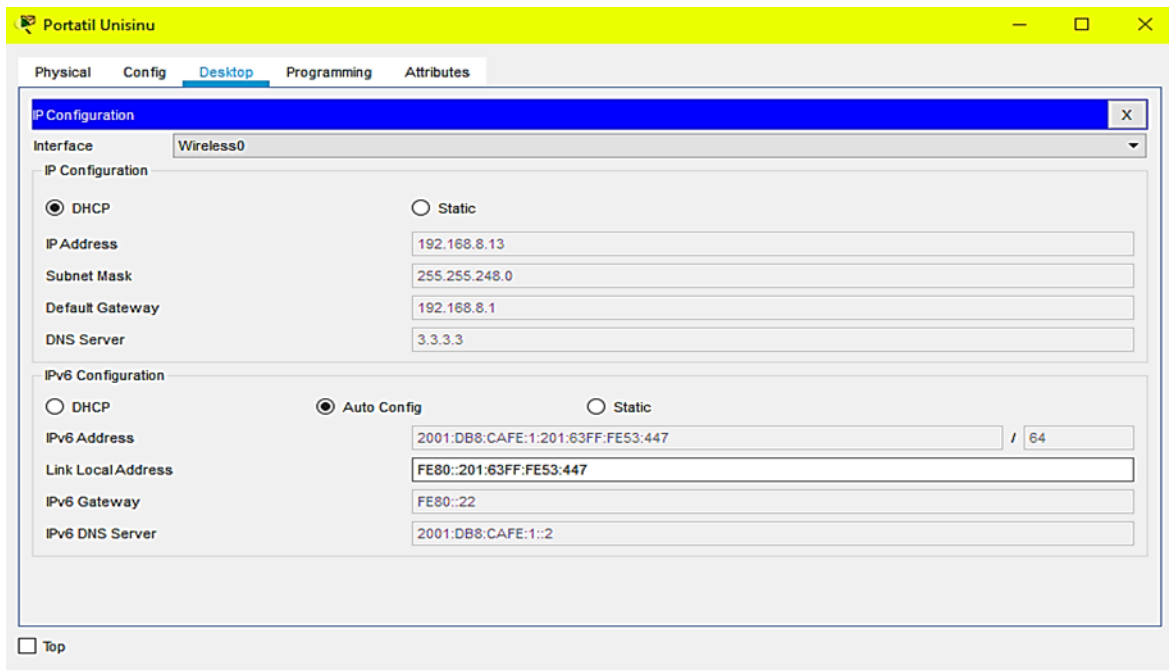 Portatil Unisinu
Physical Config Desktop Programming Attributes
IP Configuration X
Interface Wireless0
IP Configuration
DHCP Static
IP Address 192.168.8.13
Subnet Mask 255.255.248.0
Default Gateway 192.168.8.1
DNS Server 3.3.3.3
IPv6 Configuration
DHCP Auto Config Static
IPv6 Address 2001:DB8:CAFE:1:201:63FF:FE53:447 / 64
Link Local Address FE80::201:63FF:FE53:447
IPv6 Gateway FE80::22
IPv6 DNS Server 2001:DB8:CAFE:1::2
Top